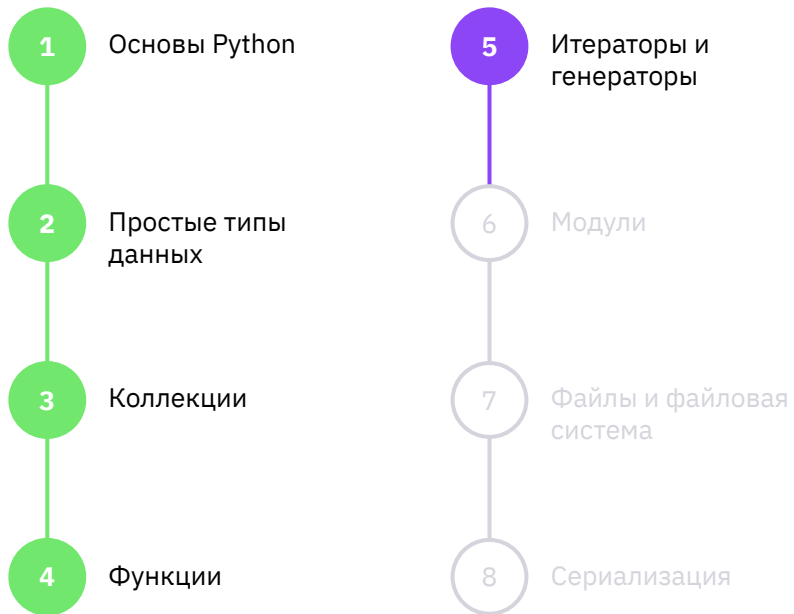 1
Основы Python
2
Простые типы
данных
3
Коллекции
4
Функции
5
Итераторы и
генераторы
6
Модули
7
Файлы и файловая
система
8
Сериализация